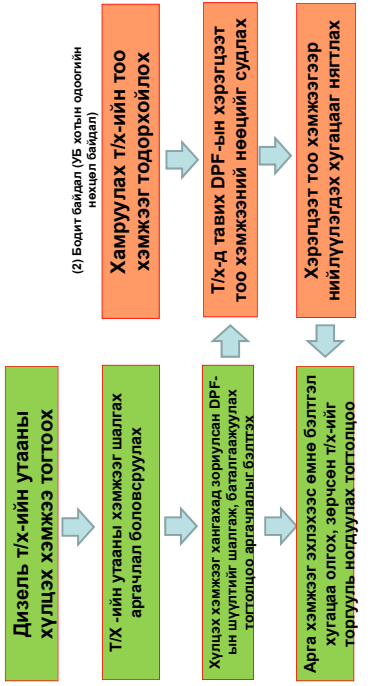 Дизель т/х-ийн утааны
хүлцэх хэмжээ тогтоох
Т/Х -ийн утааны хэмжээг шалгах
аргачлал боловсруулах
Хүлцэх хэмжээг хангахад зориулсан DPF-
ын шүүлтийг шалгаж, баталгаажуулах
тогтолцоо аргачлалыг бэлтгэх
Арга хэмжээг эхлэхээс өмнө бэлтгэл
хугацаа олгох, зөрчсөн т/х-ийг
торгууль ногдуулах тогтолцоо
(2) Бодит байдал (УБ хотын одоогийн
нөхцөл байдал)
Хамруулах т/х-ийн тоо
хэмжээг тодорхойлох
Т/х-д тавих DPF-ын хэрэгцээт
тоо хэмжээний нөөцийг судлах
Хэрэгцээт тоо хэмжээгээр
нийлүүлэгдэх хугацааг нягтлах